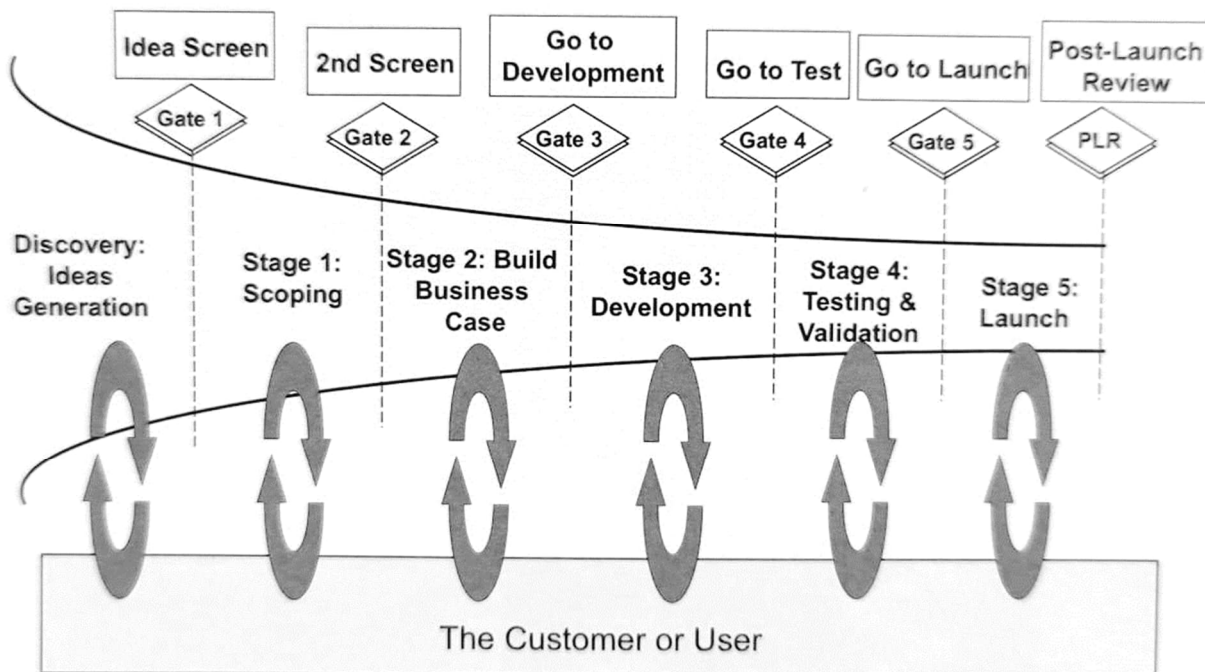 Idea Screen
2nd Screen
Go to
Development
Go to Test
Go to Launch
Post-Launch
Review
Gate 1
Gate 2
Gate 3
Gate 4
Gate 5
PLR
Discovery:
Ideas
Generation
Stage 1:
Scoping
Stage 2: Build
Business
Case
Stage 3:
Development
Stage 4:
Testing &
Validation
Stage 5:
Launch
The Customer or User